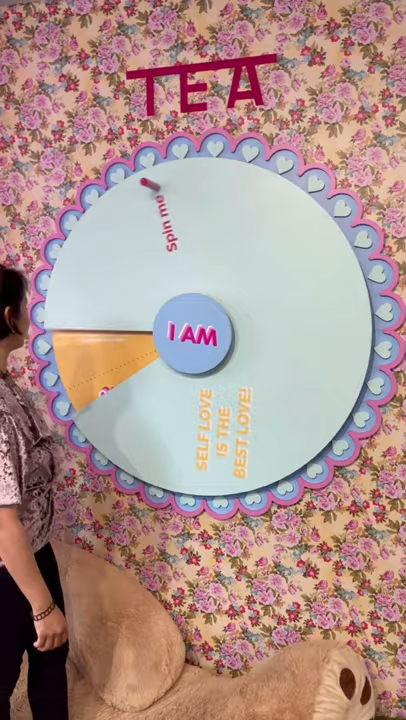 TEA
Spin me
I AM
SELF LOVE
IS THE
BEST LOVE!